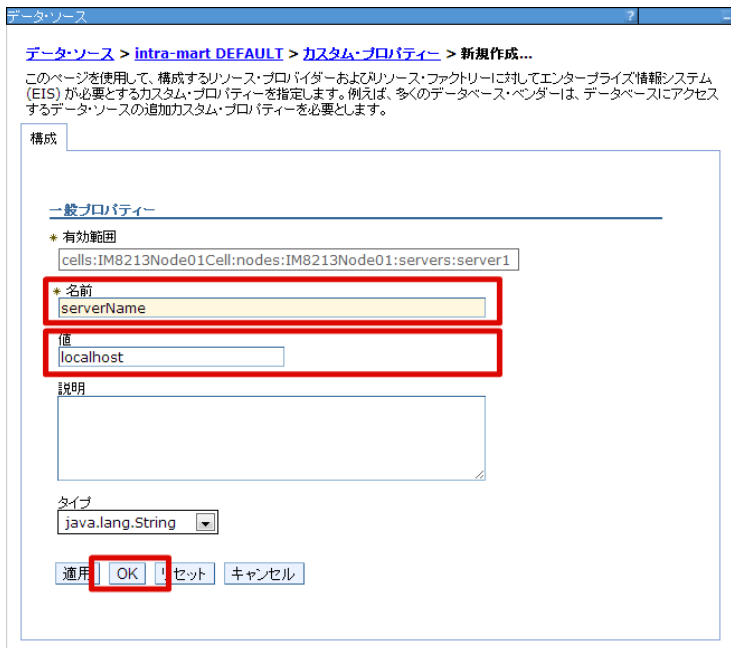 データ・ソース ? －
データ・ソース > intra-mart DEFAULT > カスタム・プロパティー > 新規作成...
このページを使用して、構成するリソース・プロバイダーおよびリソース・ファクトリーに対してエンタープライズ情報システム
(EIS) が必要とするカスタム・プロパティーを指定します。例えば、多くのデータベース・ベンダーは、データベースにアクセス
するデータ・ソースの追加カスタム・プロパティーを必要とします。
構成
一般プロパティー
* 有効範囲
cells:IM8213Node01Cell:nodes:IM8213Node01:servers:server1
* 名前
serverName
値
localhost
説明
タイプ
java.lang.String
適用 OK リセット キャンセル